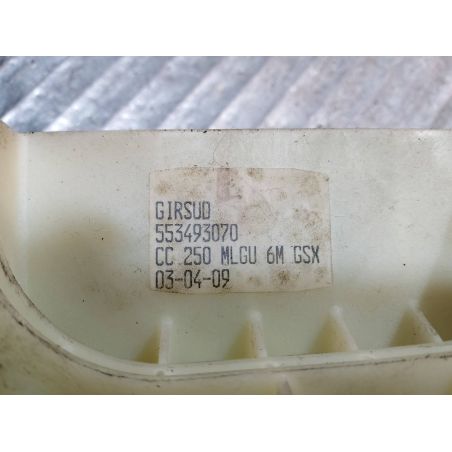 GIRSUD
553493070
CC 250 MLGU 6M GSX
03-04-09